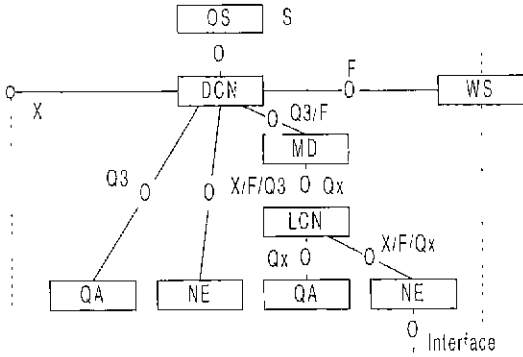 OS S
F
DCN WS
X
Q3/F
MD
Q3 X/F/Q3 Qx
LCN
Qx X/F/Qx
QA NE QA NE
Interface